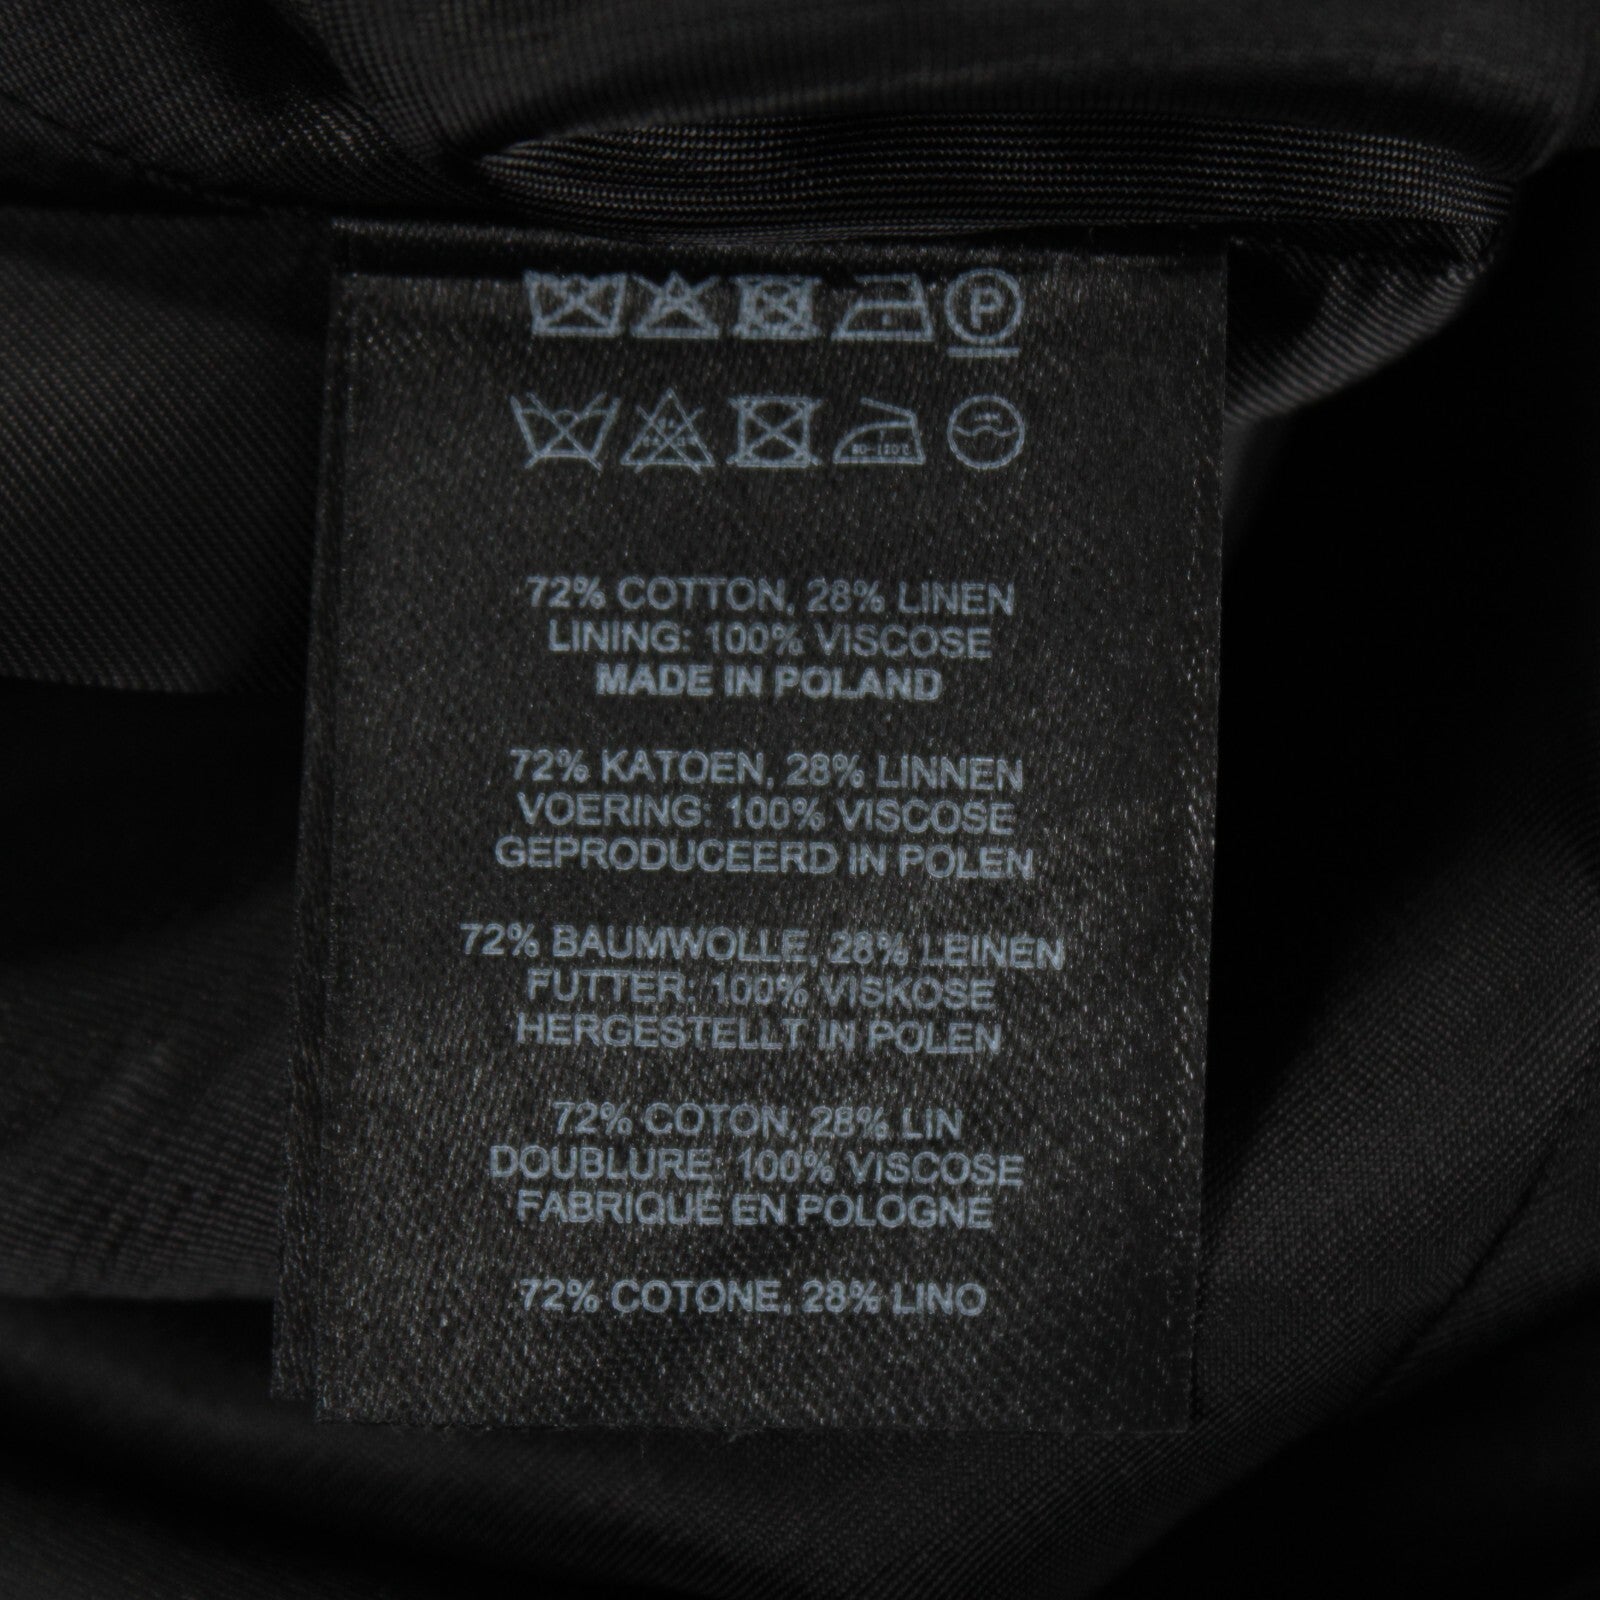 P
80-120°C
72% COTTON, 28% LINEN
LINING: 100% VISCOSE
MADE IN POLAND
72% KATOEN, 28% LINNEN
VOERING: 100% VISCOSE
GEPRODUCEERD IN POLEN
72% BAUMWOLLE, 28% LEINEN
FUTTER: 100% VISKOSE
HERGESTELLT IN POLEN
72% COTON, 28% LIN
DOUBLURE: 100% VISCOSE
FABRIQUÉ EN POLOGNE
72% COTONE, 28% LINO